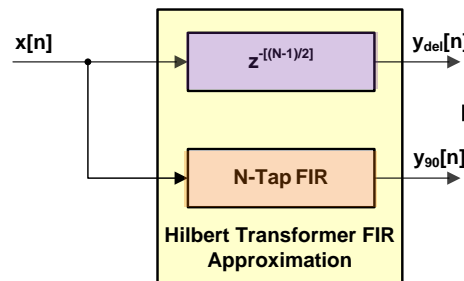 x[n]
z^-[(N-1)/2]
y_del[n]
N-Tap FIR
y_90[n]
Hilbert Transformer FIR
Approximation